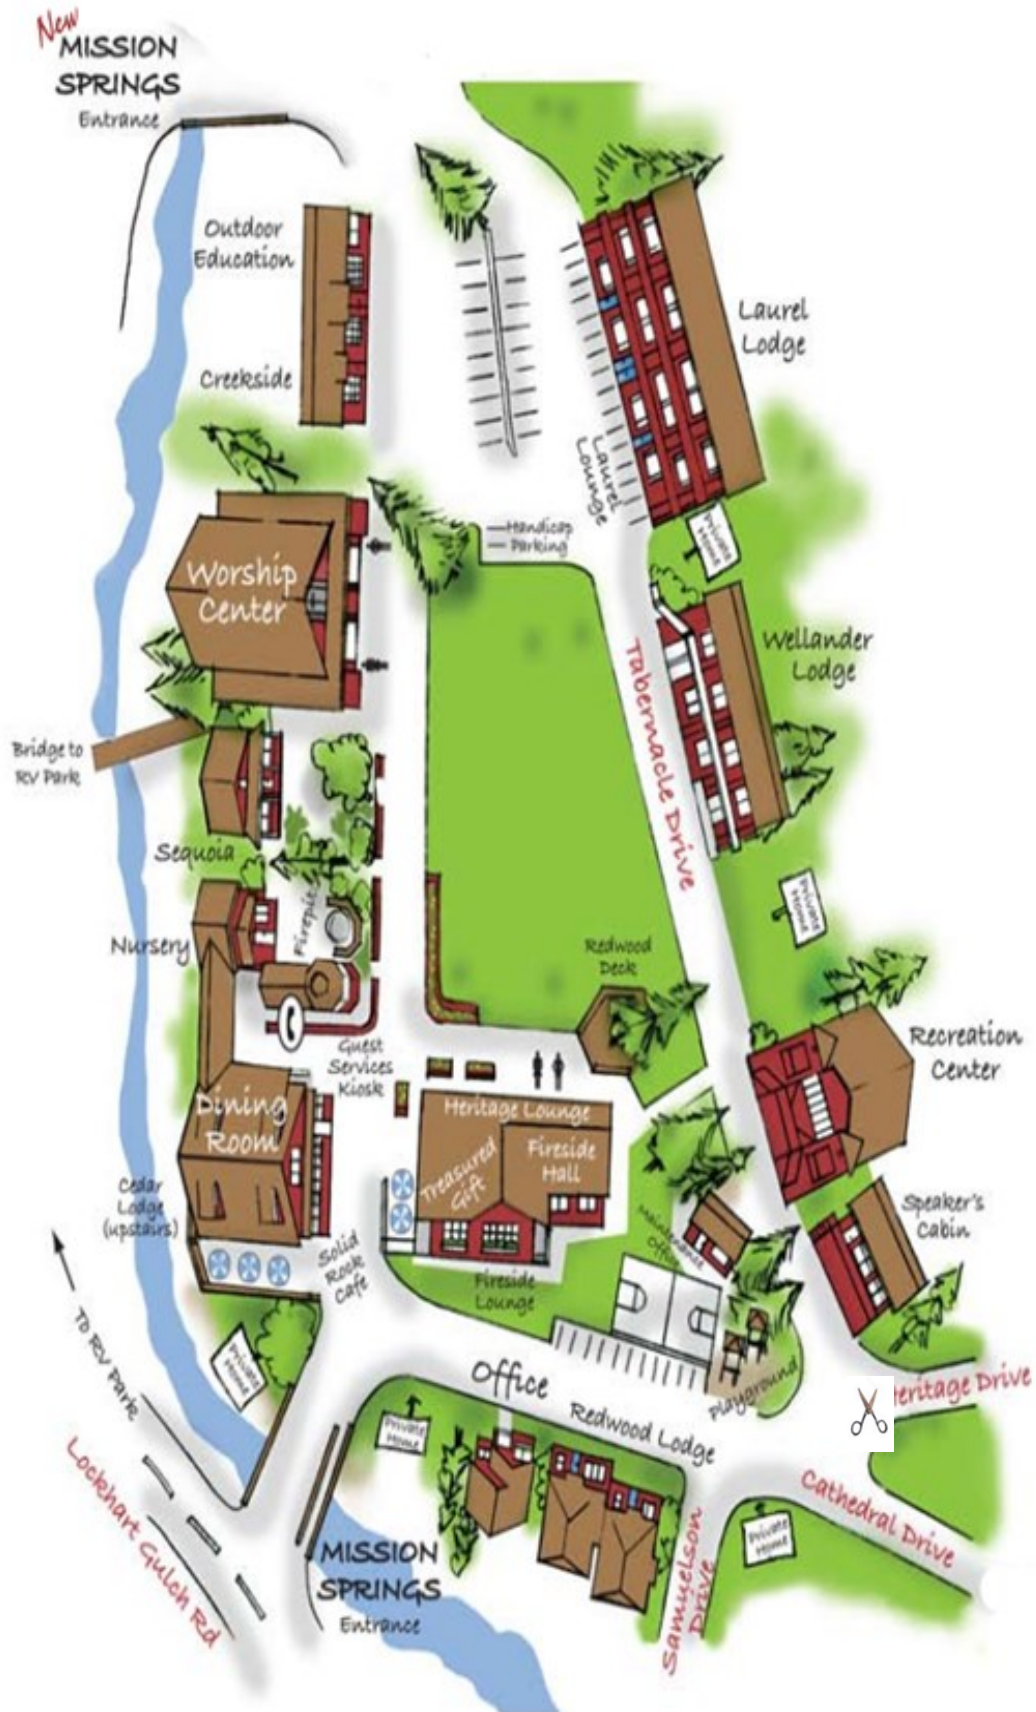 New
MISSION
SPRINGS
Entrance
Outdoor
Education
Creekside
Laurel
Lodge
Laurel
Lounge
Handicap
Parking
Private
Home
Worship
Center
Wellander
Lodge
Tabernacle Drive
Bridge to
RV Park
Sequoia
Private
Home
Nursery
Firepit
Redwood
Deck
Guest
Services
Kiosk
Recreation
Center
Dining
Room
Heritage Lounge
Treasured
Gift
Fireside
Hall
Cedar
Lodge
(upstairs)
Maintenance
Office
Speaker's
Cabin
Solid
Rock
Cafe
Fireside
Lounge
To RV Park
Private
Home
Office
Redwood Lodge
Playground
eritage Drive
Private
Home
Lockhart Gulch Rd
Cathedral Drive
Samuelson
Drive
Private
Home
MISSION
SPRINGS
Entrance